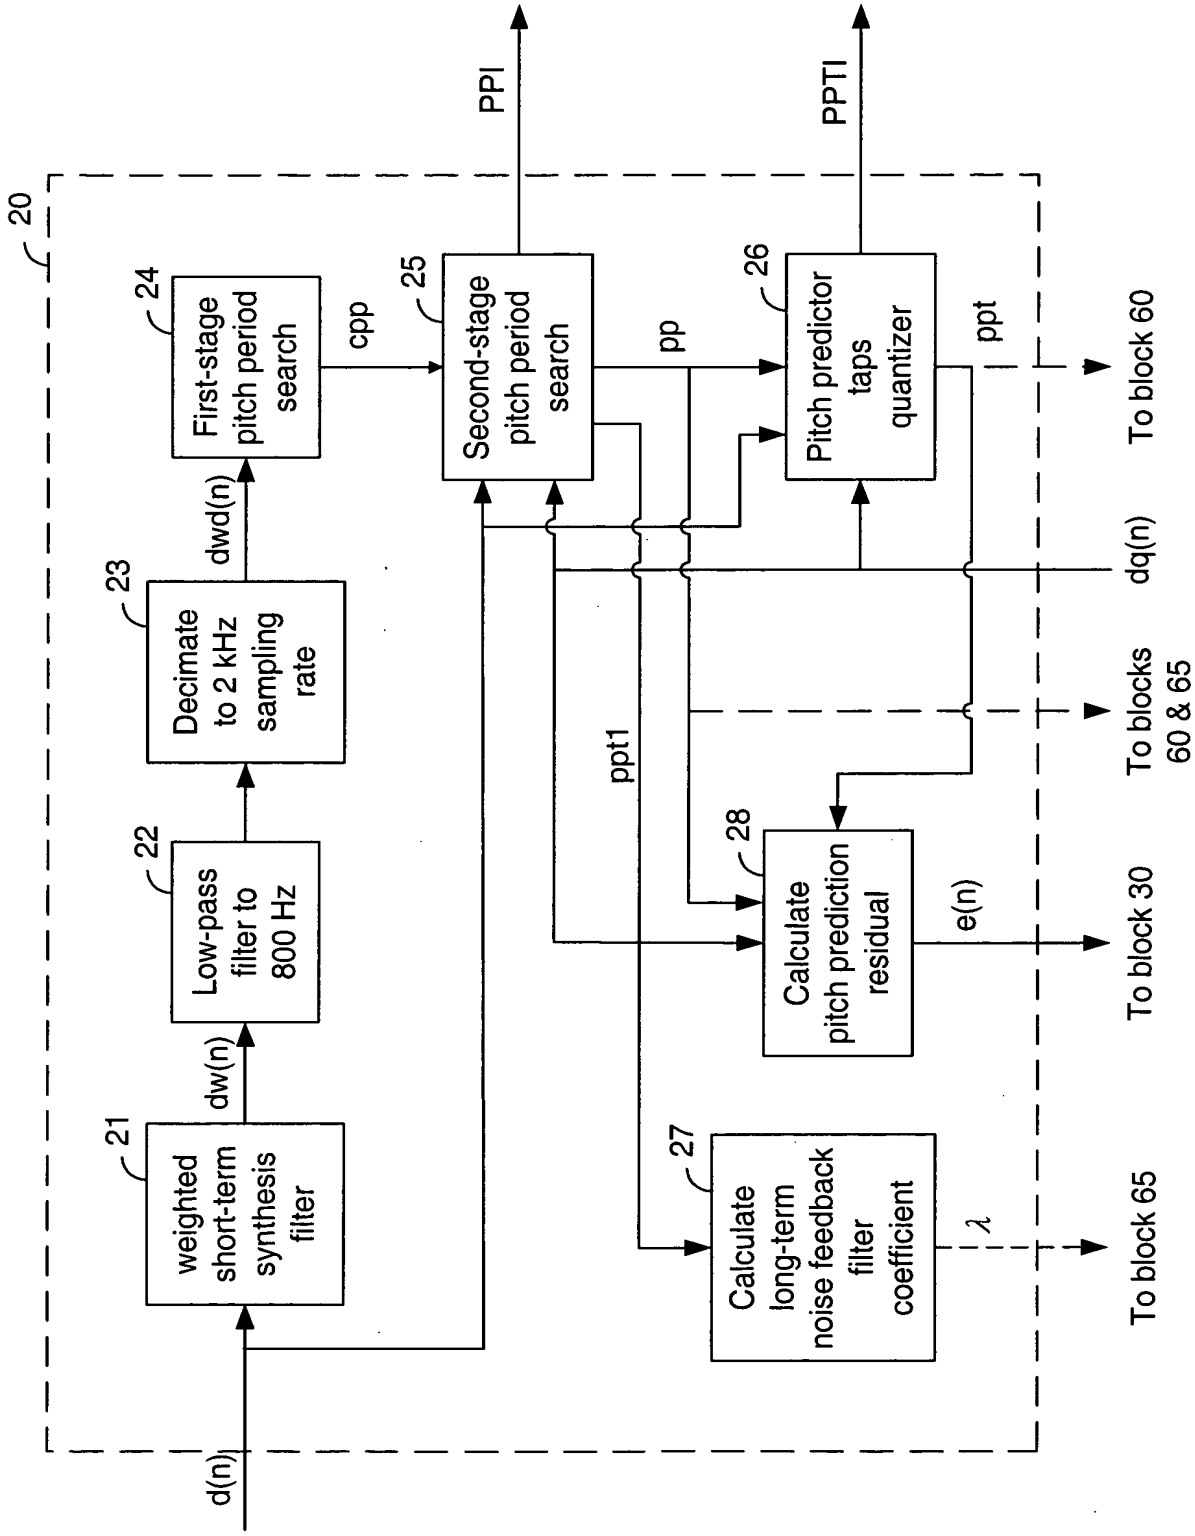 20
d(n)
21
weighted
short-term
synthesis
filter
dw(n)
22
Low-pass
filter to
800 Hz
23
Decimate
to 2 kHz
sampling
rate
dwd(n)
24
First-stage
pitch period
search
cpp
25
Second-stage
pitch period
search
PPI
ppt1
pp
27
Calculate
long-term
noise feedback
filter
coefficient
28
Calculate
pitch prediction
residual
26
Pitch predictor
taps
quantizer
PPTI
λ
e(n)
ppt
To block 65
To block 30
To blocks
60 & 65
dq(n)
To block 60